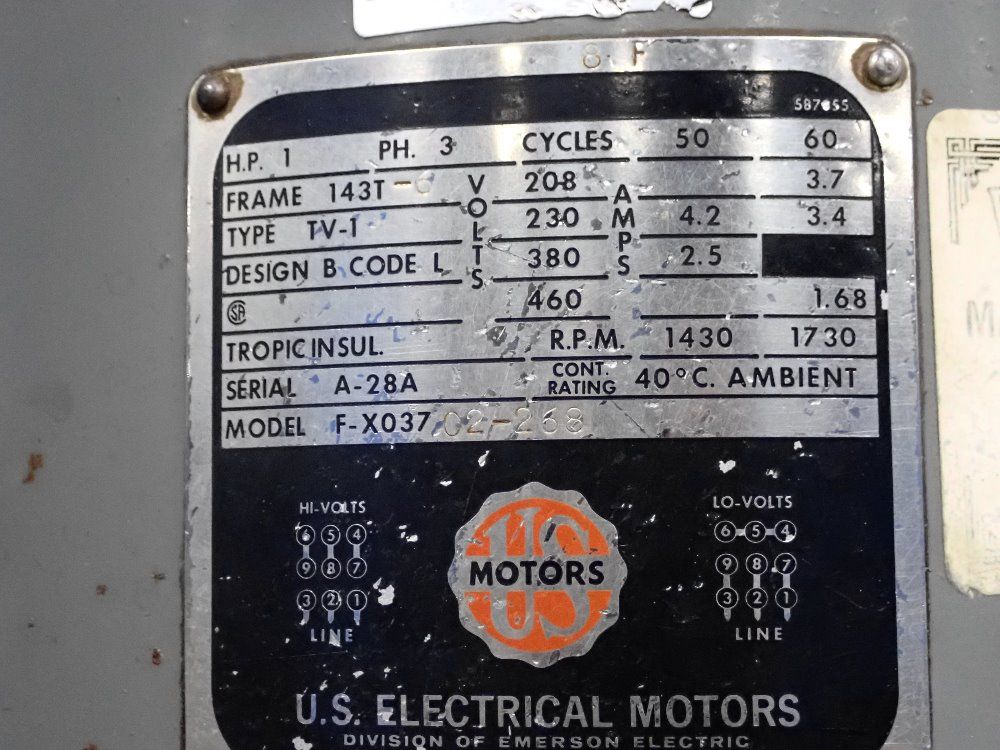 8 F
587055
H.P. 1 PH. 3 CYCLES 50 60
FRAME 143T VOLTS 208 AMPS 3.7
TYPE TV-1 230 4.2 3.4
DESIGN B CODE L 380 2.5
SA 460 1.68
TROPIC INSUL. R.P.M. 1430 1730
SERIAL A-28A CONT. RATING 40°C. AMBIENT
MODEL F-X037 02-268
HI-VOLTS LO-VOLTS
6 5 4 6-5-4
9 8 7 9 8 7
3 2 1 3 2 1
LINE LINE
US
MOTORS
U.S. ELECTRICAL MOTORS
DIVISION OF EMERSON ELECTRIC
M